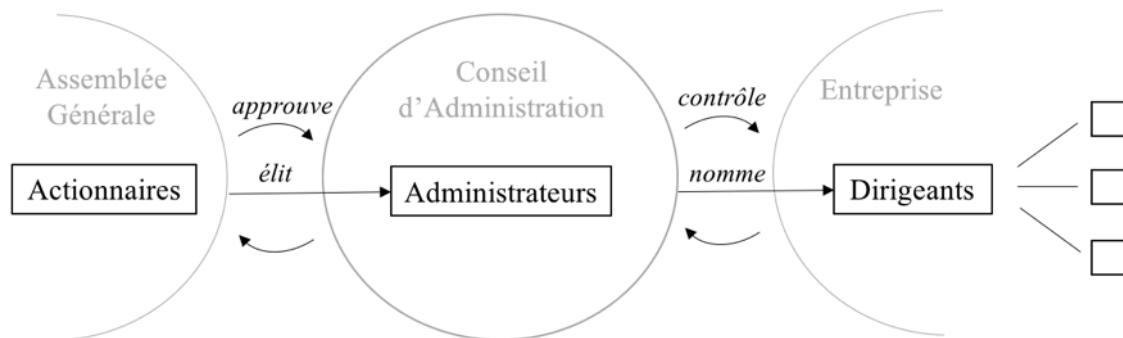 Assemblée
Générale
Actionnaires
approuve
élit
Conseil
d’Administration
Administrateurs
contrôle
nomme
Entreprise
Dirigeants